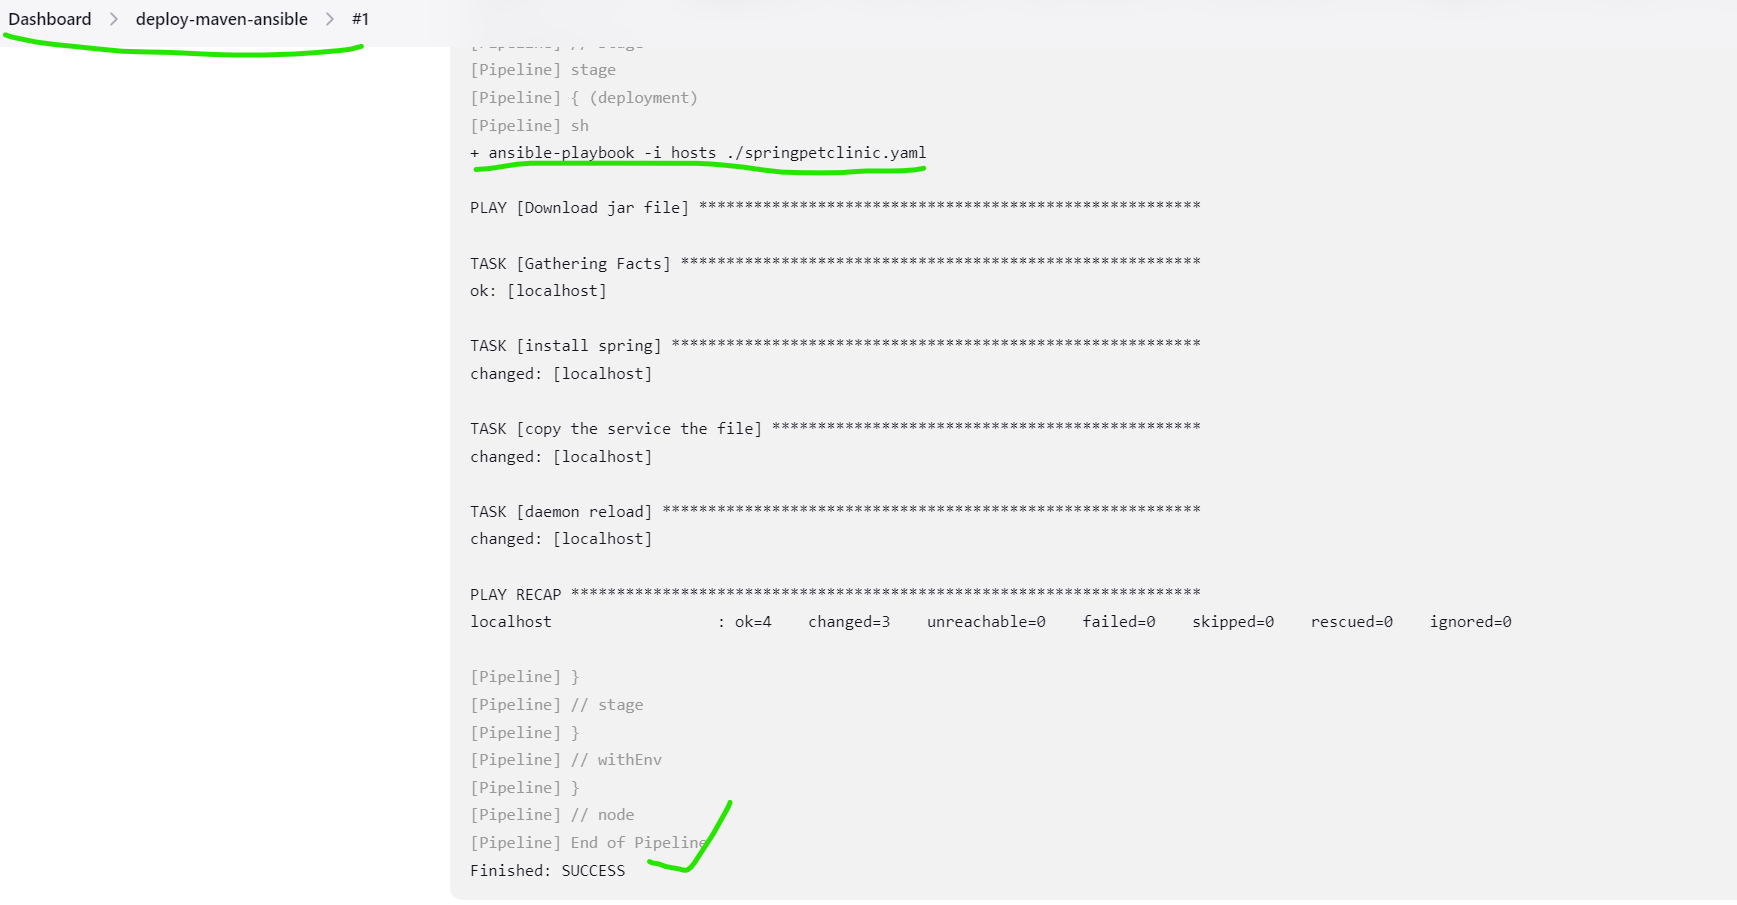 Dashboard > deploy-maven-ansible > #1
[Pipeline] // stage
[Pipeline] stage
[Pipeline] { (deployment)
[Pipeline] sh
+ ansible-playbook -i hosts ./springpetclinic.yaml
PLAY [Download jar file] *******************************************************
TASK [Gathering Facts] *********************************************************
ok: [localhost]
TASK [install spring] **********************************************************
changed: [localhost]
TASK [copy the service the file] ***********************************************
changed: [localhost]
TASK [daemon reload] ***********************************************************
changed: [localhost]
PLAY RECAP *********************************************************************
localhost : ok=4 changed=3 unreachable=0 failed=0 skipped=0 rescued=0 ignored=0
[Pipeline] }
[Pipeline] // stage
[Pipeline] }
[Pipeline] // withEnv
[Pipeline] }
[Pipeline] // node
[Pipeline] End of Pipeline
Finished: SUCCESS